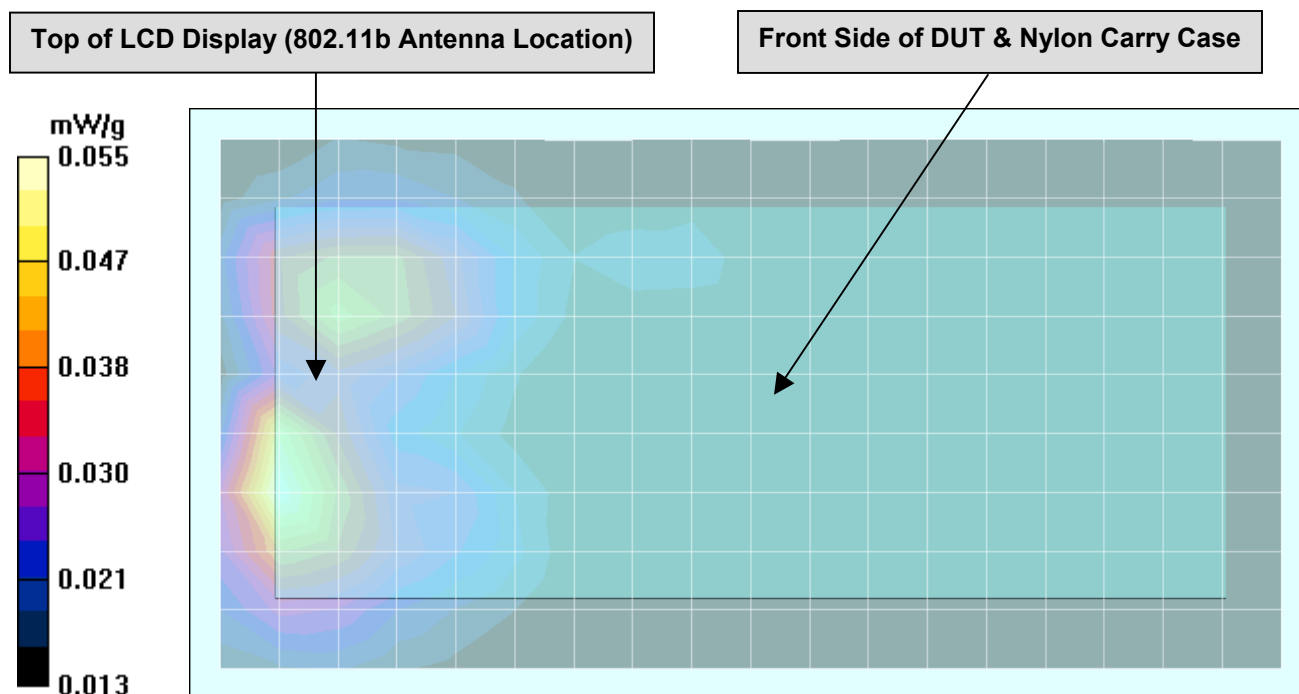 Top of LCD Display (802.11b Antenna Location)
Front Side of DUT & Nylon Carry Case
mW/g
0.055
0.047
0.038
0.030
0.021
0.013